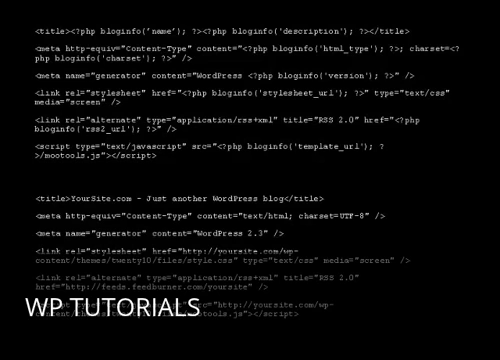 <title><?php bloginfo('name'); ?><?php bloginfo('description'); ?></title>
<meta http-equiv="Content-Type" content="<?php bloginfo('html_type'); ?>; charset=<?
php bloginfo('charset'); ?>" />
<meta name="generator" content="WordPress <?php bloginfo('version'); ?>" />
<link rel="stylesheet" href="<?php bloginfo('stylesheet_url'); ?>" type="text/css"
media="screen" />
<link rel="alternate" type="application/rss+xml" title="RSS 2.0" href="<?php
bloginfo('rss2_url'); ?>" />
<script type="text/javascript" src="<?php bloginfo('template_url'); ?
>/mootools.js"></script>
<title>YourSite.com - Just another WordPress blog</title>
<meta http-equiv="Content-Type" content="text/html; charset=UTF-8" />
<meta name="generator" content="WordPress 2.3" />
<link rel="stylesheet" href="http://yoursite.com/wp-
content/themes/twenty10/files/style.css" type="text/css" media="screen" />
<link rel="alternate" type="application/rss+xml" title="RSS 2.0"
href="http://feeds.feedburner.com/yoursite" />
src="http://yoursite.com/wp-
WP TUTORIALS